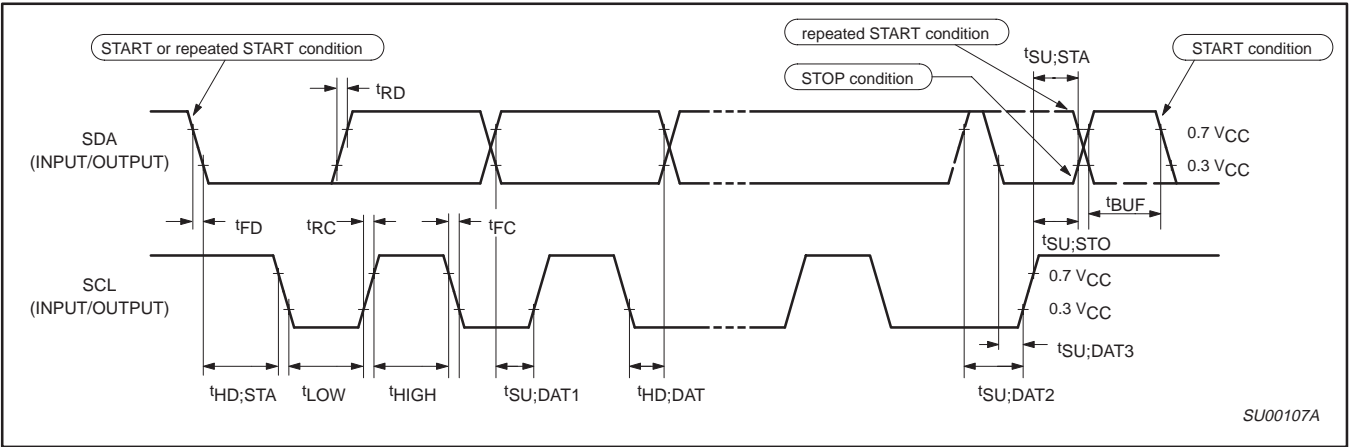 START or repeated START condition
repeated START condition
tSU;STA
START condition
STOP condition
tRD
SDA
(INPUT/OUTPUT)
0.7 VCC
0.3 VCC
tFD
tRC
tFC
tBUF
tSU;STO
SCL
(INPUT/OUTPUT)
0.7 VCC
0.3 VCC
tSU;DAT3
tHD;STA
tLOW
tHIGH
tSU;DAT1
tHD;DAT
tSU;DAT2
SU00107A